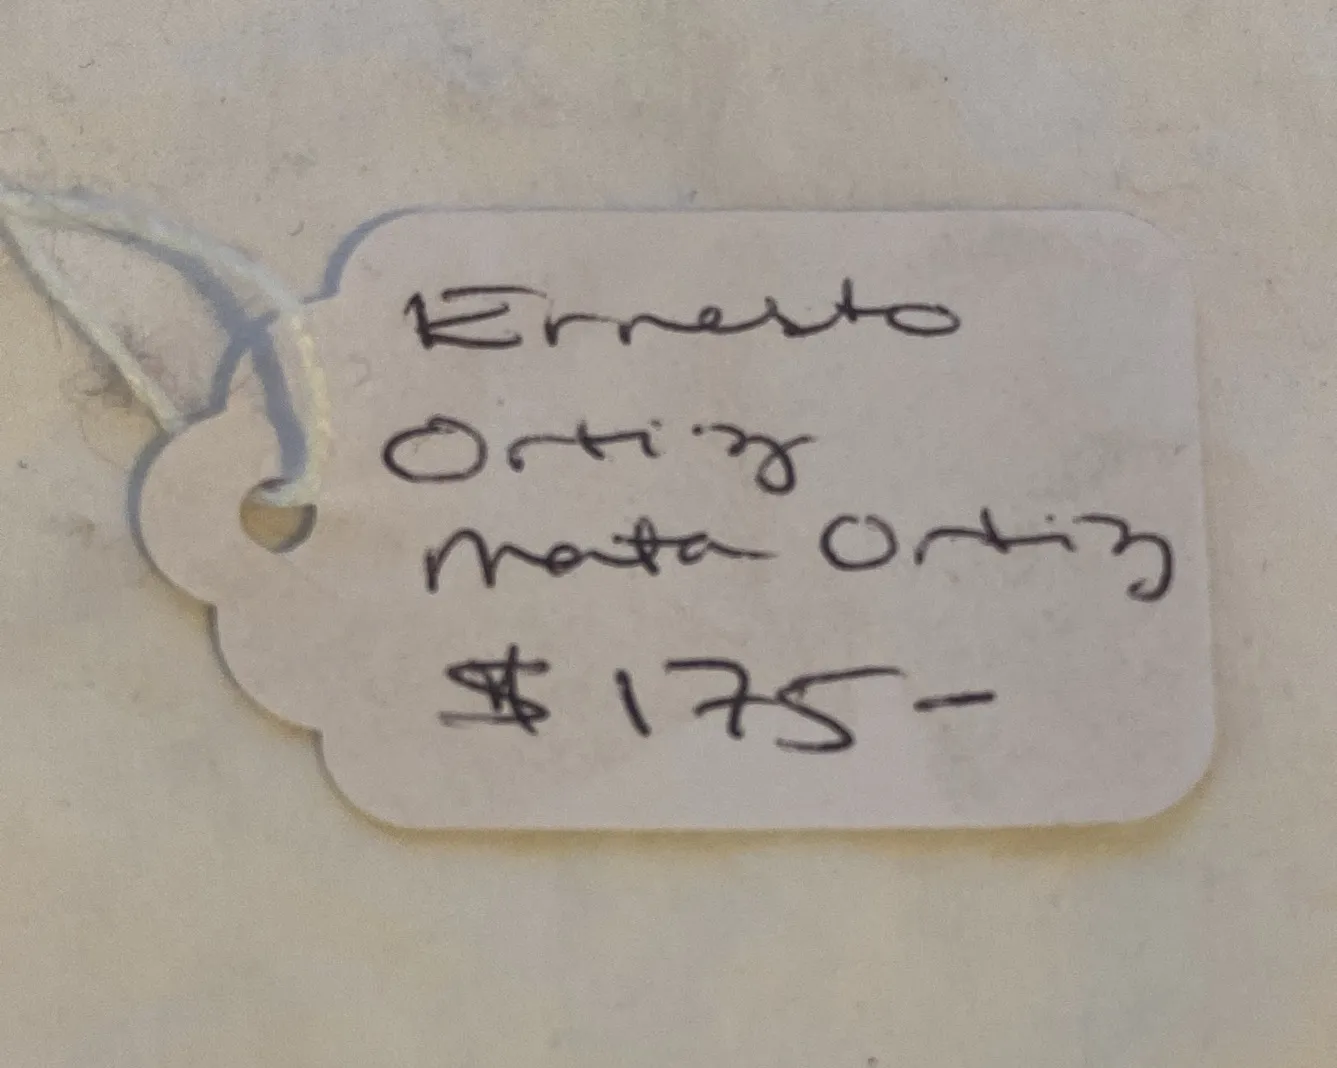 Ernesto
Ortiz
Mata Ortiz
$175-